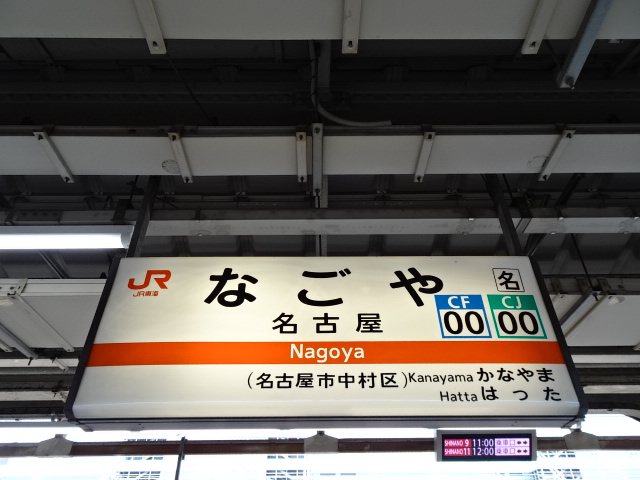 JR
JR東海
なごや
名
名古屋
CF
00
CJ
00
Nagoya
(名古屋市中村区)
Kanayama かなやま
Hatta はった
SHINANO 9 11:00
SHINANO 11 12:00